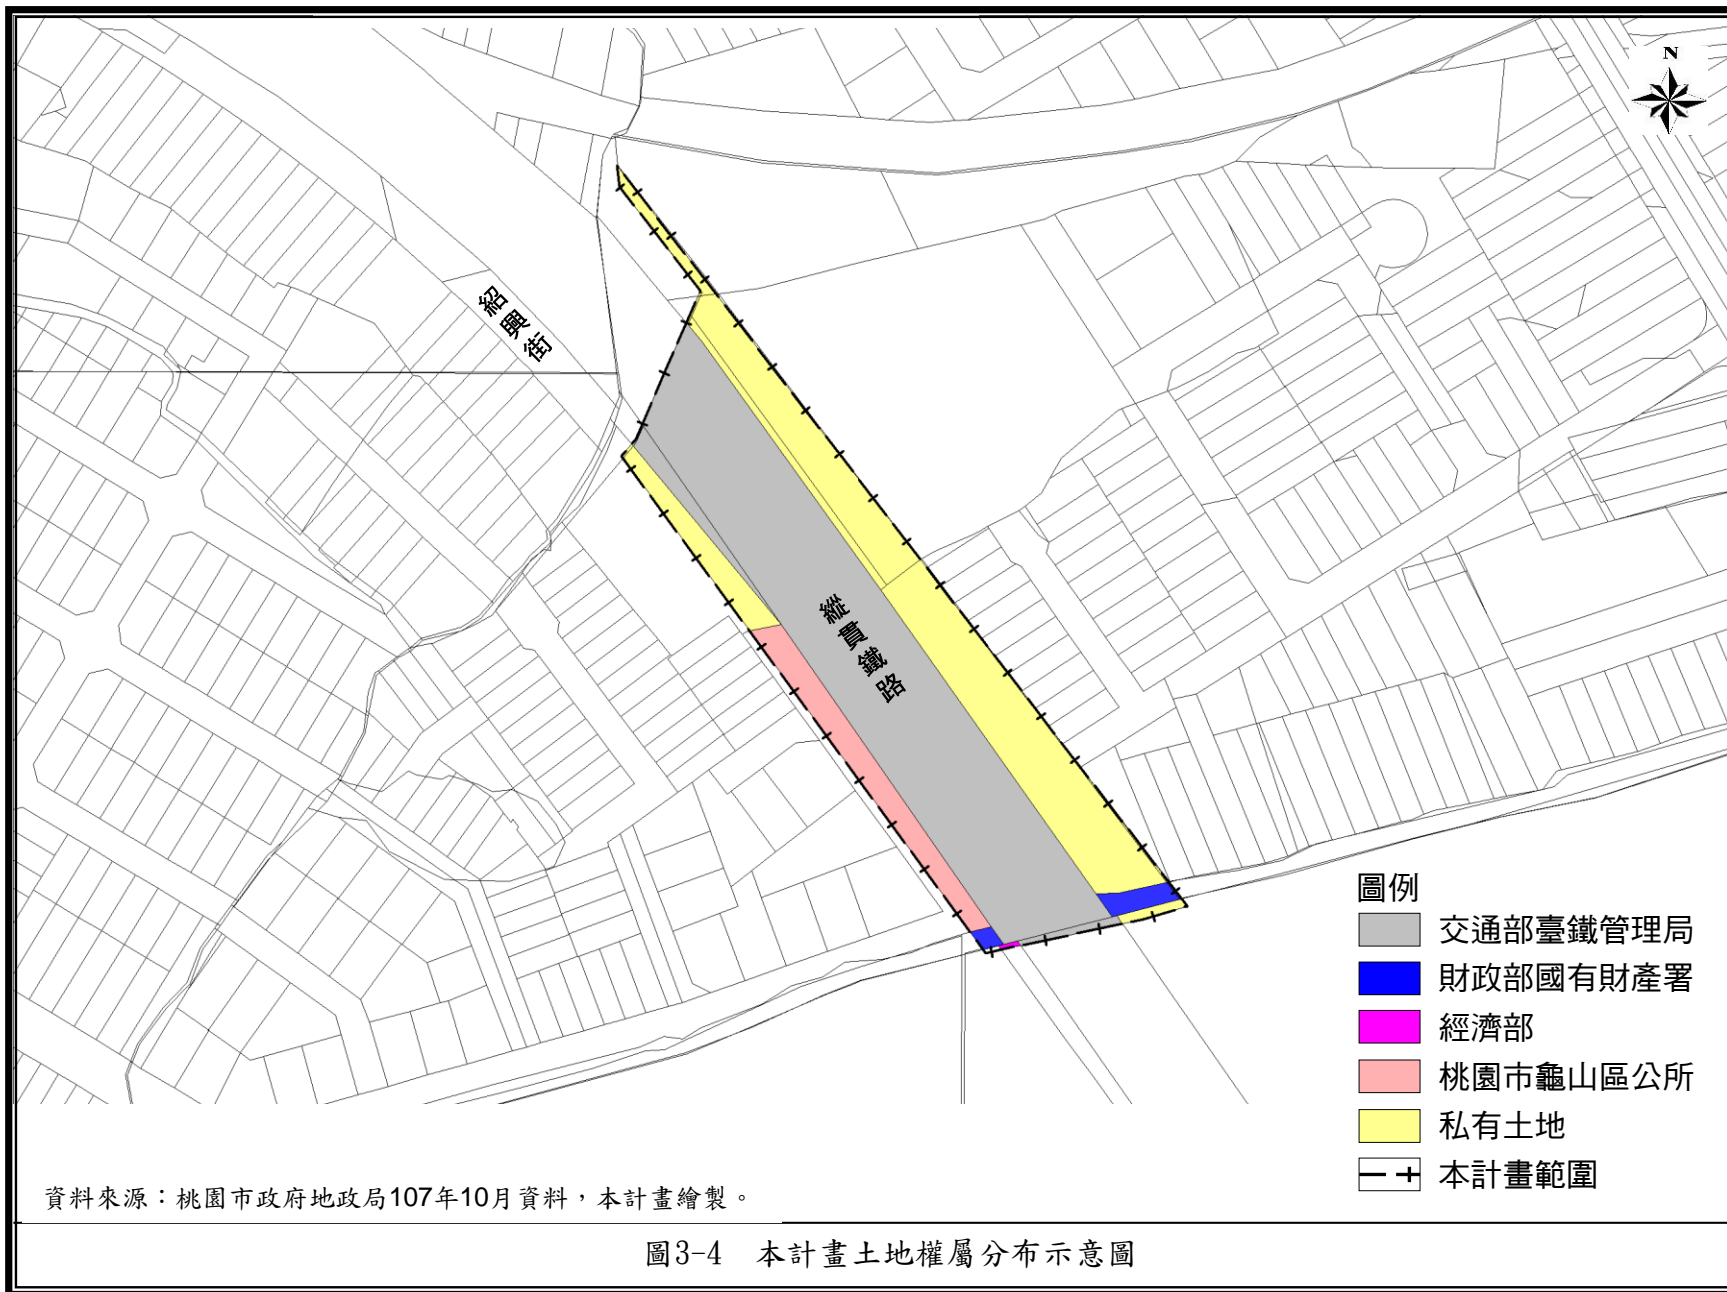 N
紹興街
縱貫鐵路
圖例
交通部臺鐵管理局
財政部國有財產署
經濟部
桃園市龜山區公所
私有土地
本計畫範圍
資料來源：桃園市政府地政局107年10月資料，本計畫繪製。
圖3-4 本計畫土地權屬分布示意圖